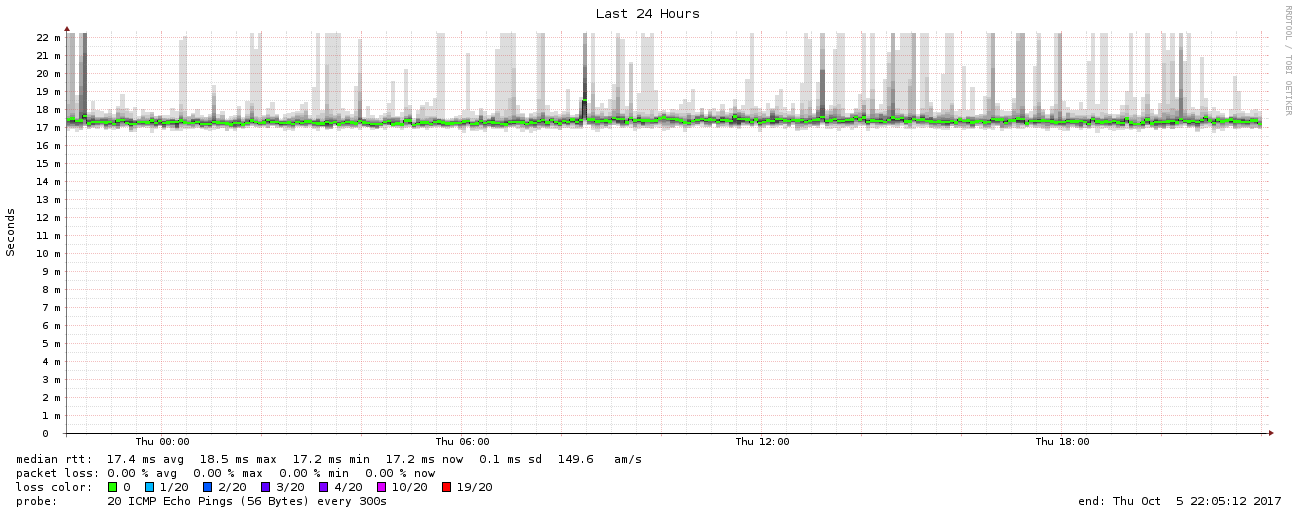 Last 24 Hours
RRDTOOL / TOBI OETIKER
Seconds
22 m
21 m
20 m
19 m
18 m
17 m
16 m
15 m
14 m
13 m
12 m
11 m
10 m
9 m
8 m
7 m
6 m
5 m
4 m
3 m
2 m
1 m
0
Thu 00:00 Thu 06:00 Thu 12:00 Thu 18:00
median rtt: 17.4 ms avg 18.5 ms max 17.2 ms min 17.2 ms now 0.1 ms sd 149.6 am/s
packet loss: 0.00 % avg 0.00 % max 0.00 % min 0.00 % now
loss color: 0 1/20 2/20 3/20 4/20 10/20 19/20
probe: 20 ICMP Echo Pings (56 Bytes) every 300s end: Thu Oct 5 22:05:12 2017